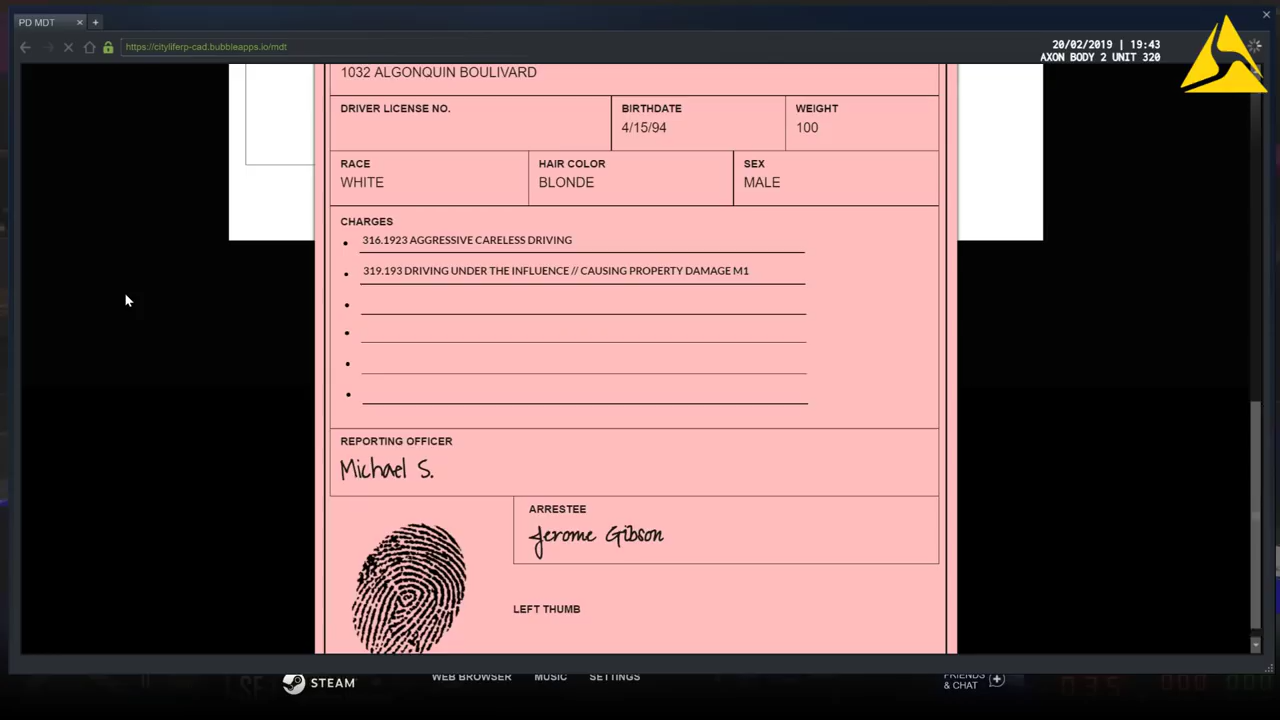 PD MDT
https://cityliferp-cad.bubbleapps.io/mdt
20/02/2019 | 19:43
AXON BODY 2 UNIT 320
1032 ALGONQUIN BOULIVARD
DRIVER LICENSE NO. BIRTHDATE WEIGHT
4/15/94 100
RACE HAIR COLOR SEX
WHITE BLONDE MALE
CHARGES
316.1923 AGGRESSIVE CARELESS DRIVING
319.193 DRIVING UNDER THE INFLUENCE // CAUSING PROPERTY DAMAGE M1
REPORTING OFFICER
Michael S.
ARRESTEE
Jerome Gibson
LEFT THUMB
STEAM
WEB BROWSER MUSIC SETTINGS
FRIENDS
& CHAT